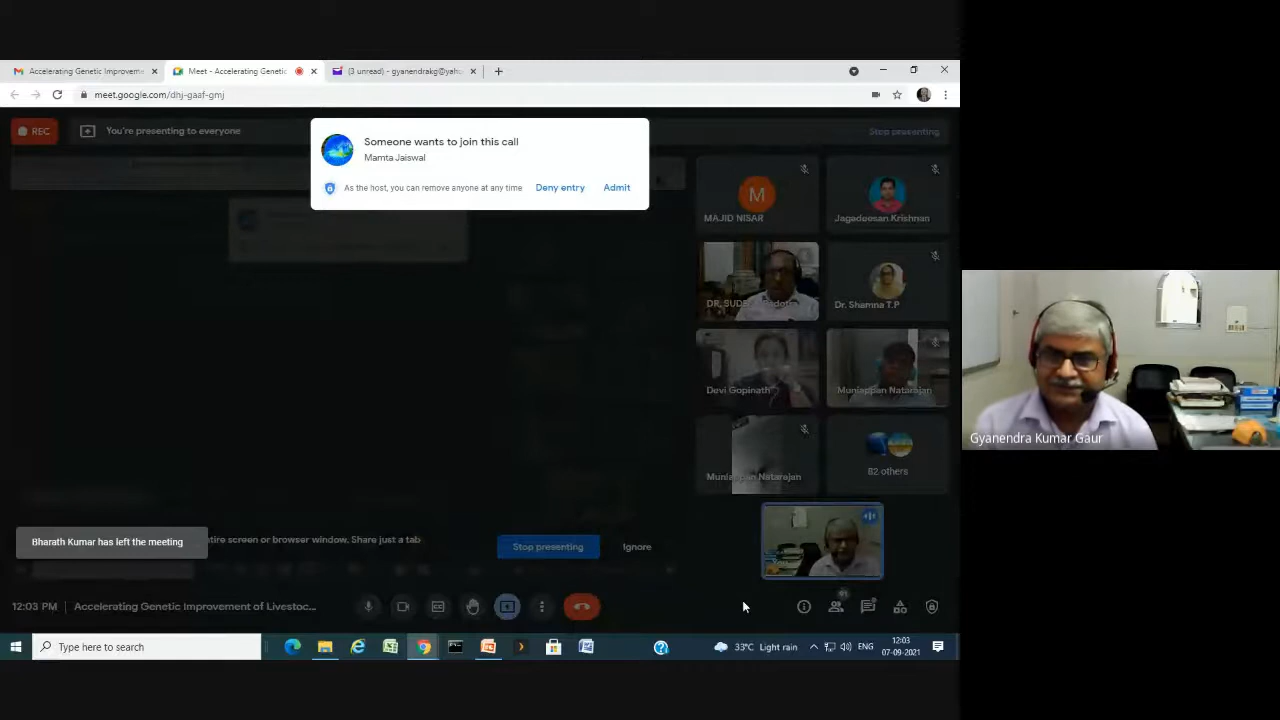 Accelerating Genetic Improveme
Meet - Accelerating Genetic
(3 unread) - gyanendrakg@yaho
meet.google.com/dhj-gaaf-gmj
REC
You're presenting to everyone
Stop presenting
Someone wants to join this call
Mamta Jaiswal
As the host, you can remove anyone at any time
Deny entry
Admit
MAJID NISAR
Jagadeesan Krishnan
Dr. Shamna T.P
Devi Gopinath
Muniappan Natarajan
Muniappan Natarajan
82 others
Gyanendra Kumar Gaur
Bharath Kumar has left the meeting
ntire screen or browser window. Share just a tab
Stop presenting
Ignore
12:03 PM | Accelerating Genetic Improvement of Livestoc...
91
Type here to search
33°C Light rain
ENG
12:03
07-09-2021